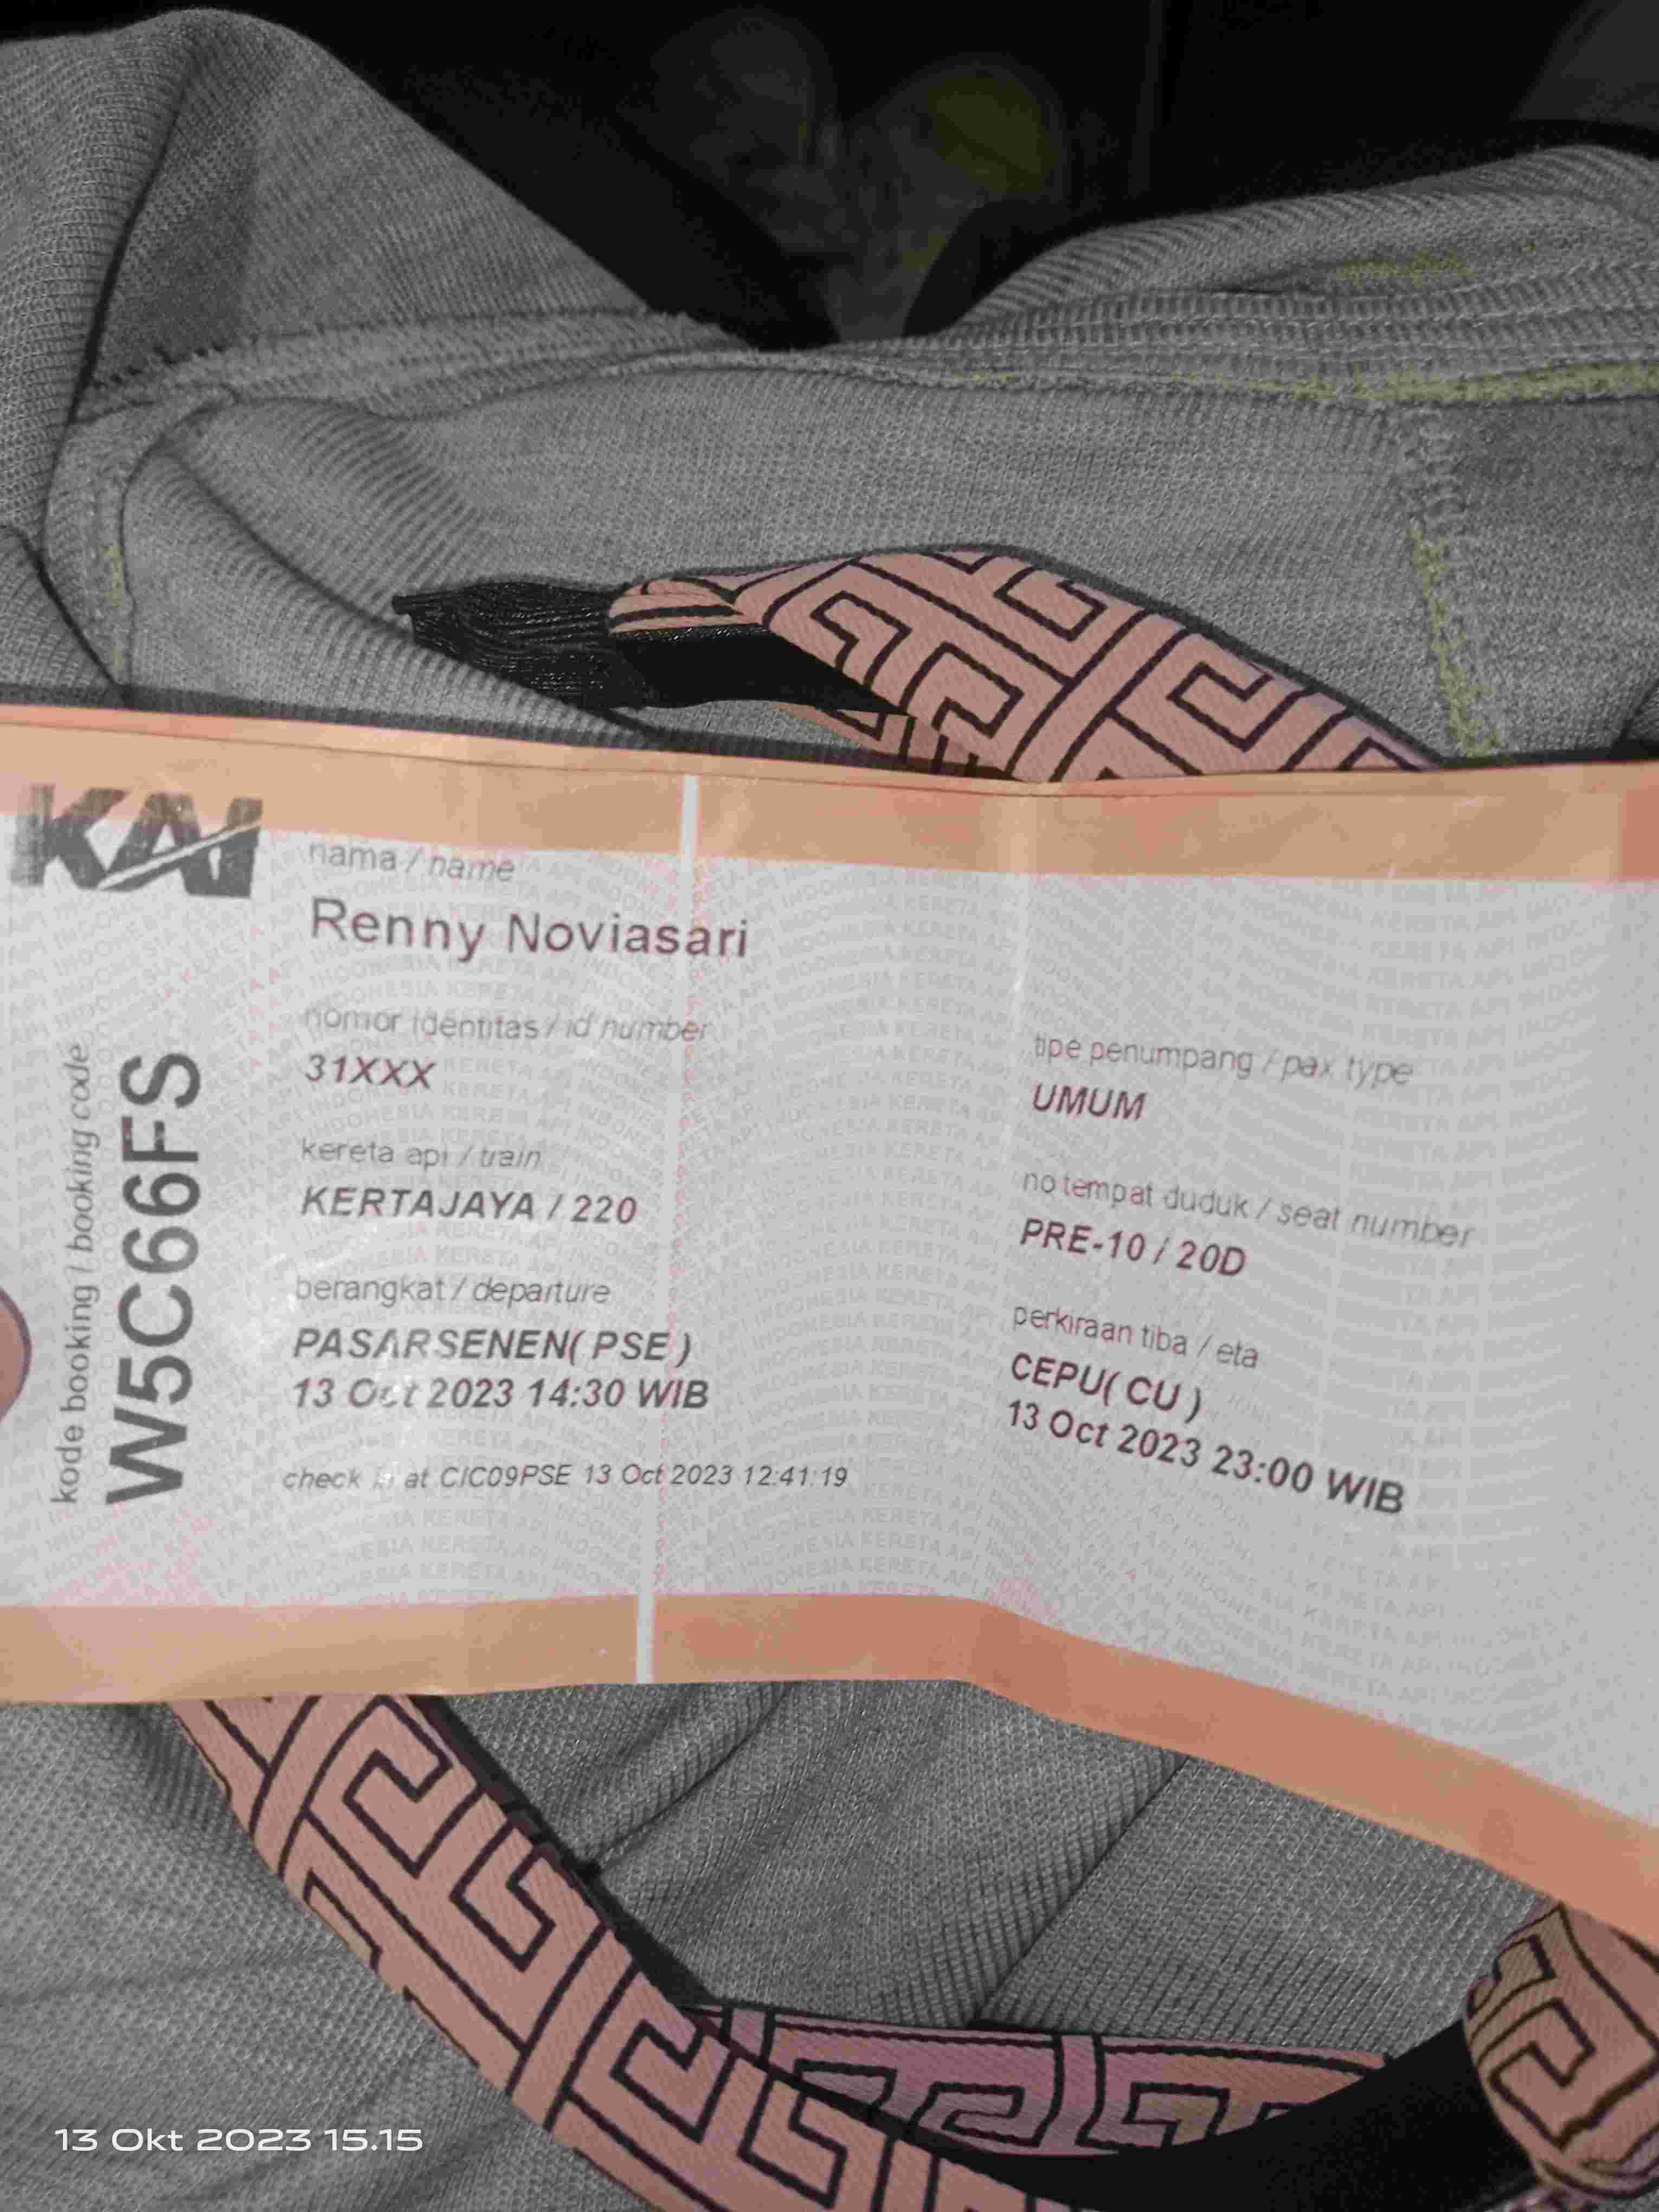 KAI
kode booking / booking code
W5C66FS
nama / name
Renny Noviasari
nomor identitas / id number
31XXX
kereta api / train
KERTAJAYA / 220
berangkat / departure
PASARSENEN( PSE )
13 Oct 2023 14:30 WIB
check in at CIC09PSE 13 Oct 2023 12:41:19
tipe penumpang / pax type
UMUM
no tempat duduk / seat number
PRE-10 / 20D
perkiraan tiba / eta
CEPU( CU )
13 Oct 2023 23:00 WIB
13 Okt 2023 15.15